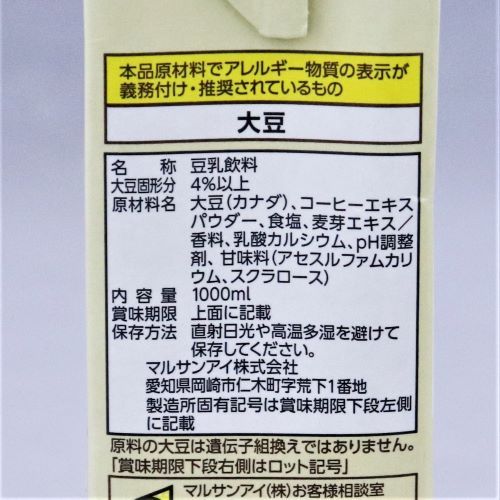 本品原材料でアレルギー物質の表示が
義務付け・推奨されているもの
大豆
名 称 豆乳飲料
大豆固形分 4%以上
原材料名 大豆(カナダ)、コーヒーエキス
パウダー、食塩、麦芽エキス／
香料、乳酸カルシウム、pH調整
剤、甘味料(アセスルファムカリ
ウム、スクラロース)
内 容 量 1000ml
賞味期限 上面に記載
保存方法 直射日光や高温多湿を避けて
保存してください。
マルサンアイ株式会社
愛知県岡崎市仁木町字荒下1番地
製造所固有記号は賞味期限下段左側
に記載
原料の大豆は遺伝子組換えではありません。
「賞味期限下段右側はロット記号」
マルサンアイ(株)お客様相談室